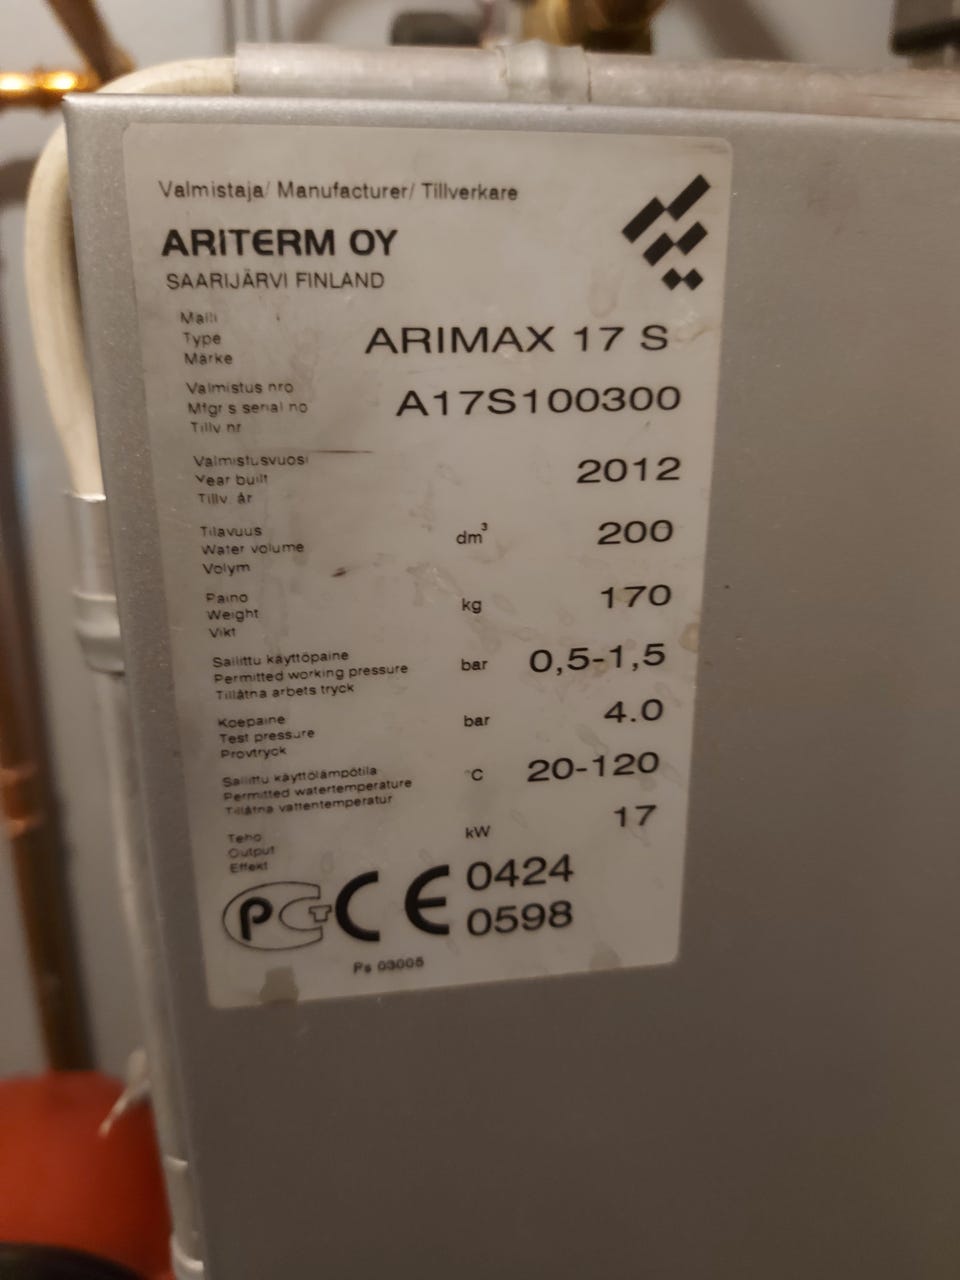 Valmistaja/ Manufacturer/ Tillverkare
ARITERM OY
SAARIJÄRVI FINLAND
Malli
Type
Märke
ARIMAX 17 S
Valmistus nro
Mfgr s serial no
Tillv nr
A17S100300
Valmistusvuosi
Year built
Tillv. år
2012
Tilavuus
Water volume
Volym
dm³
200
Paino
Weight
Vikt
kg
170
Sallittu käyttöpaine
Permitted working pressure
Tillåtna arbets tryck
bar
0,5-1,5
Koepaine
Test pressure
Provtryck
bar
4.0
Sallittu käyttölämpötila
Permitted watertemperature
Tillåtna vattentemperatur
°C
20-120
Teho
Output
Effekt
kW
17
PCT CE 0424
0598
Ps 03005